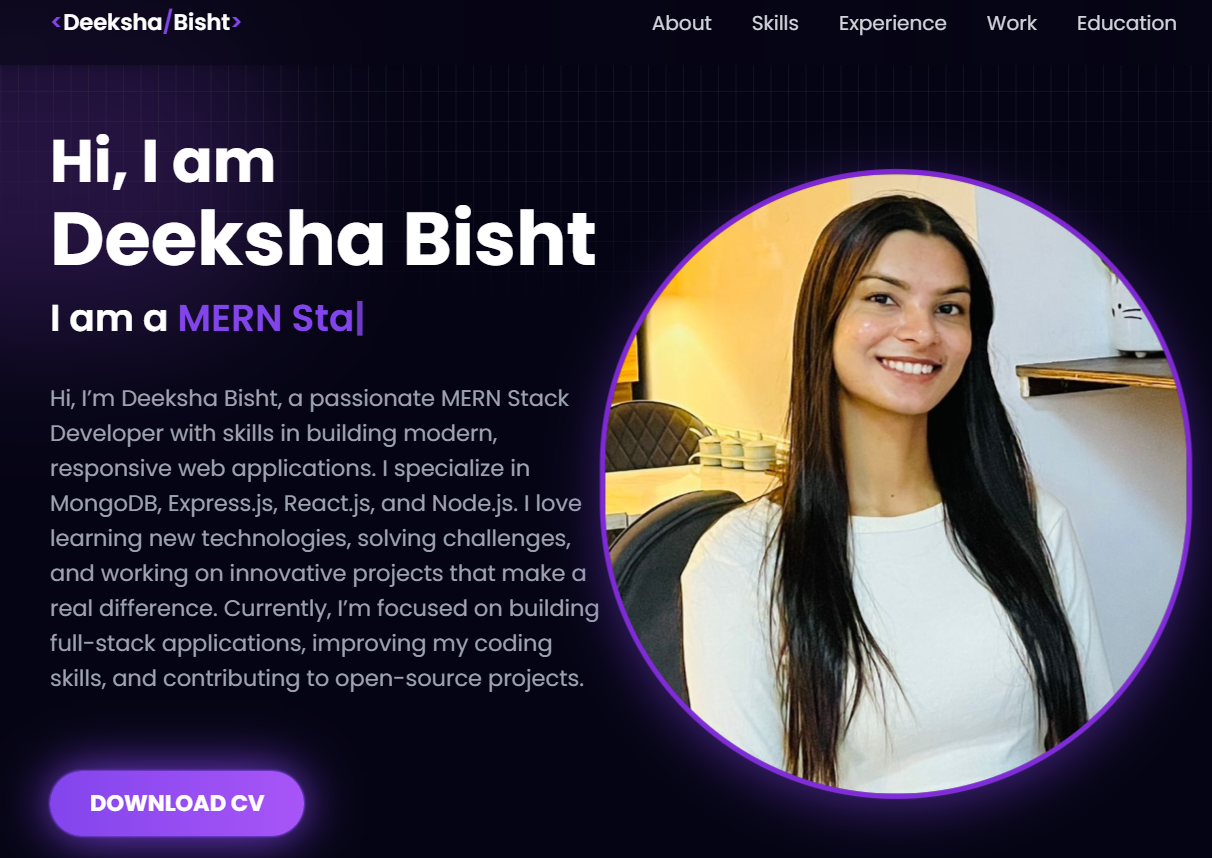 <Deeksha/Bisht>
About Skills Experience Work Education
Hi, I am
Deeksha Bisht
I am a MERN Sta|
Hi, I’m Deeksha Bisht, a passionate MERN Stack
Developer with skills in building modern,
responsive web applications. I specialize in
MongoDB, Express.js, React.js, and Node.js. I love
learning new technologies, solving challenges,
and working on innovative projects that make a
real difference. Currently, I’m focused on building
full-stack applications, improving my coding
skills, and contributing to open-source projects.
DOWNLOAD CV